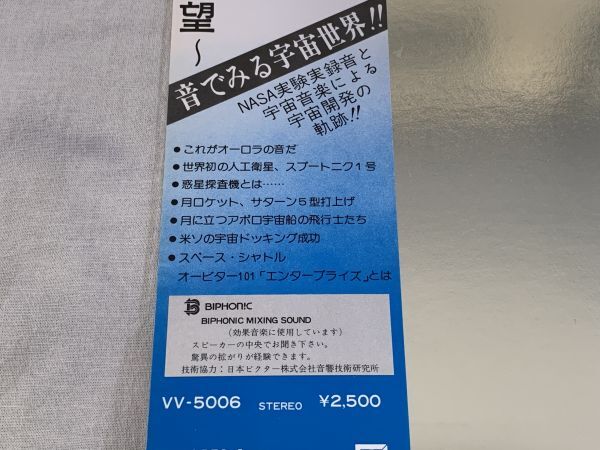 望〜
音でみる宇宙世界!!
NASA実験実録音と
宇宙音楽による
宇宙開発の
軌跡!!
●これがオーロラの音だ
●世界初の人工衛星、スプートニク1号
●惑星探査機とは……
●月ロケット、サターン5型打上げ
●月に立つアポロ宇宙船の飛行士たち
●米ソの宇宙ドッキング成功
●スペース・シャトル
オービター101「エンタープライズ」とは
BIPHONIC
BIPHONIC MIXING SOUND
(効果音楽に使用しています)
スピーカーの中央でお聞き下さい。
驚異の拡がりが経験できます。
技術協力:日本ビクター株式会社音響技術研究所
VV-5006 STEREO ¥2,500